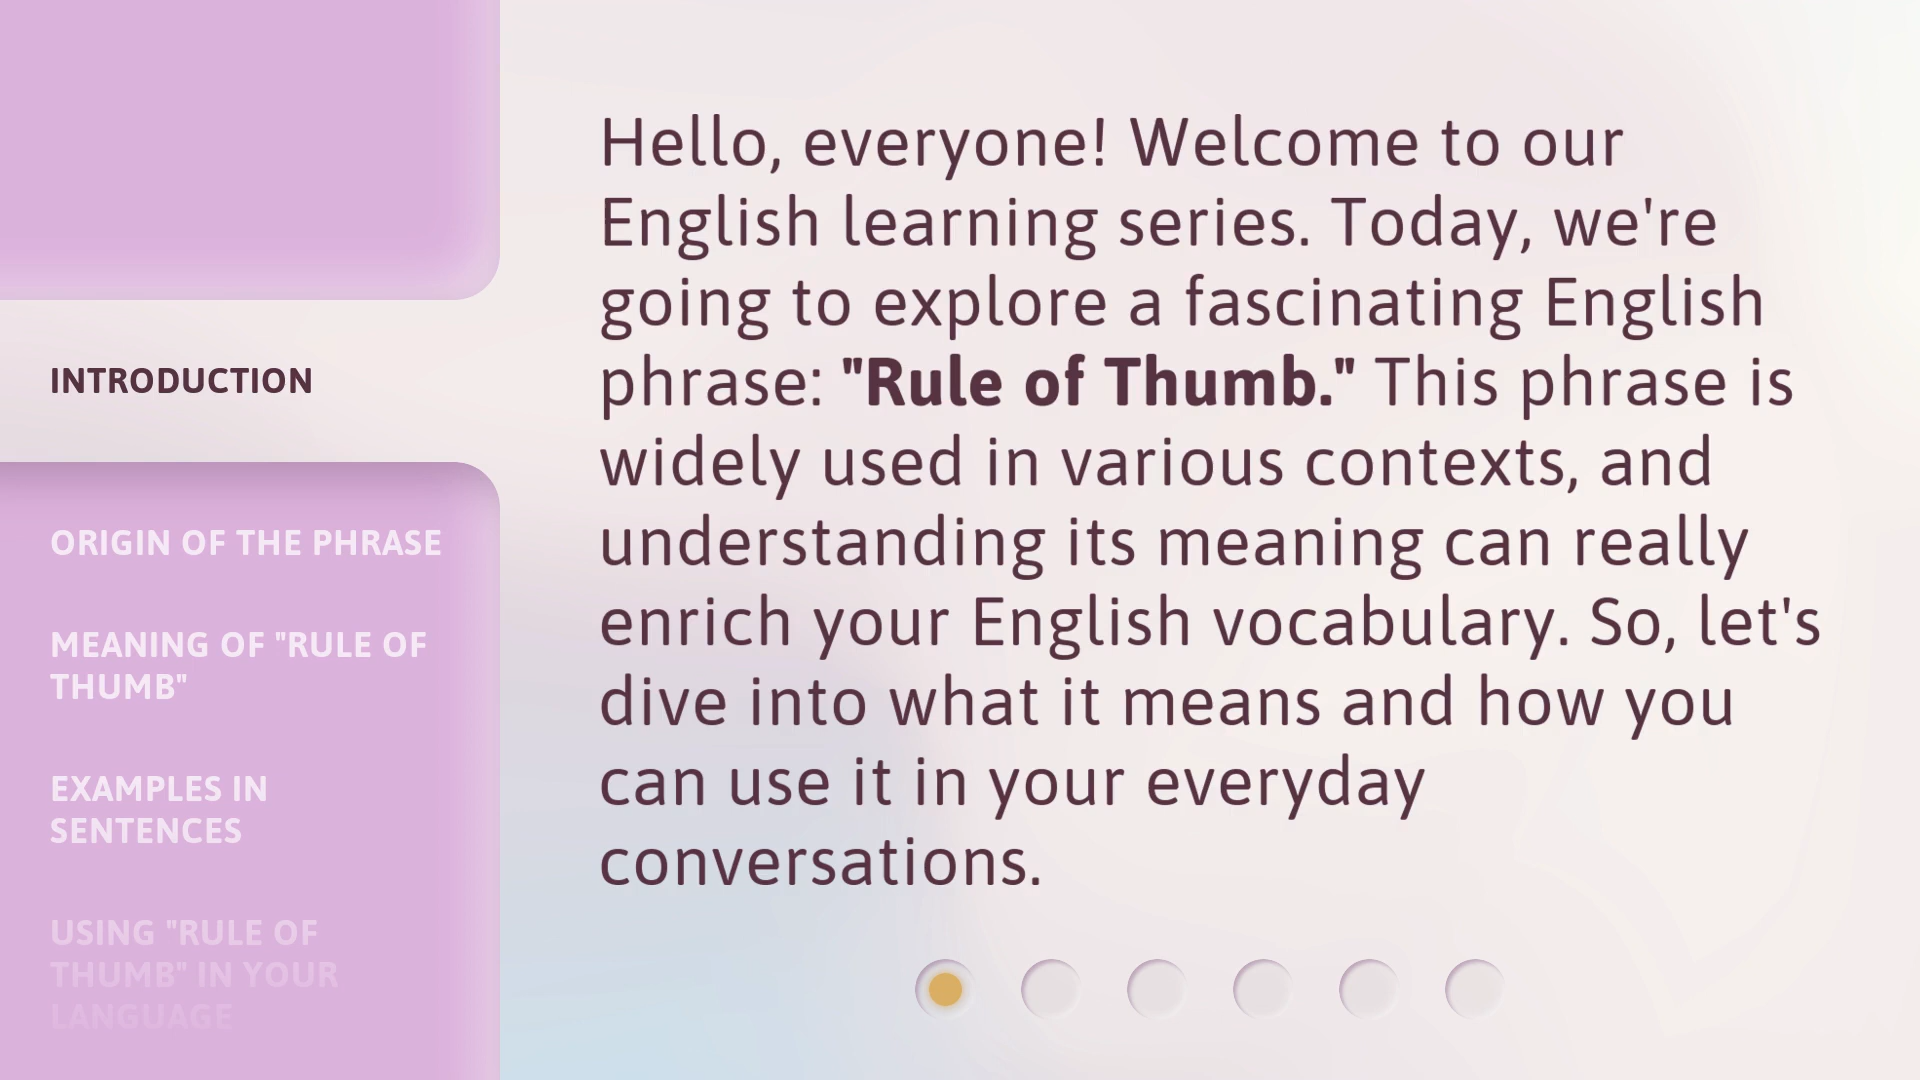 INTRODUCTION
ORIGIN OF THE PHRASE
MEANING OF "RULE OF
THUMB"
EXAMPLES IN
SENTENCES
USING "RULE OF
THUMB" IN YOUR
LANGUAGE
Hello, everyone! Welcome to our
English learning series. Today, we're
going to explore a fascinating English
phrase: "Rule of Thumb." This phrase is
widely used in various contexts, and
understanding its meaning can really
enrich your English vocabulary. So, let's
dive into what it means and how you
can use it in your everyday
conversations.